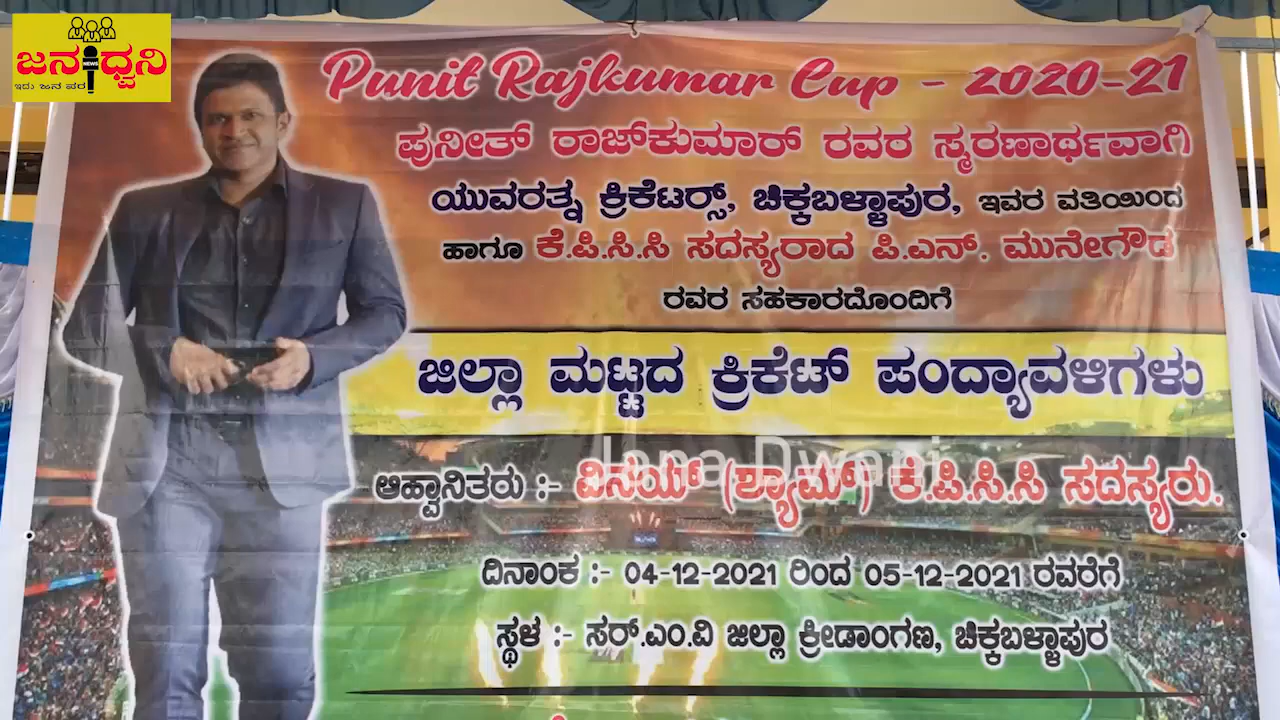 ಜನಧ್ವನಿ
NEWS
ಇದು ಜನ ಪರ
Punit Rajkumar Cup - 2020-21
ಪುನೀತ್ ರಾಜ್‌ಕುಮಾರ್ ರವರ ಸ್ಮರಣಾರ್ಥವಾಗಿ
ಯುವರತ್ನ ಕ್ರಿಕೆಟರ‍್ಸ್, ಚಿಕ್ಕಬಳ್ಳಾಪುರ, ಇವರ ವತಿಯಿಂದ
ಹಾಗೂ ಕೆ.ಪಿ.ಸಿ.ಸಿ ಸದಸ್ಯರಾದ ಪಿ.ಎನ್. ಮುನೇಗೌಡ
ರವರ ಸಹಕಾರದೊಂದಿಗೆ
ಜಿಲ್ಲಾ ಮಟ್ಟದ ಕ್ರಿಕೆಟ್ ಪಂದ್ಯಾವಳಿಗಳು
Jana Dwani
ಆಹ್ವಾನಿತರು :- ವಿನಯ್ (ಶ್ಯಾಮ್) ಕೆ.ಪಿ.ಸಿ.ಸಿ ಸದಸ್ಯರು.
ದಿನಾಂಕ :- 04-12-2021 ರಿಂದ 05-12-2021 ರವರೆಗೆ
ಸ್ಥಳ :- ಸರ್.ಎಂ.ವಿ ಜಿಲ್ಲಾ ಕ್ರೀಡಾಂಗಣ, ಚಿಕ್ಕಬಳ್ಳಾಪುರ